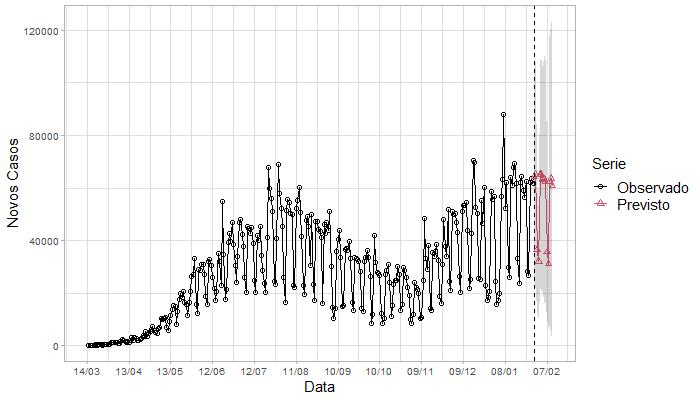 120000
80000
40000
0
Novos Casos
14/03 13/04 13/05 12/06 12/07 11/08 10/09 10/10 09/11 09/12 08/01 07/02
Data
Serie
Observado
Previsto